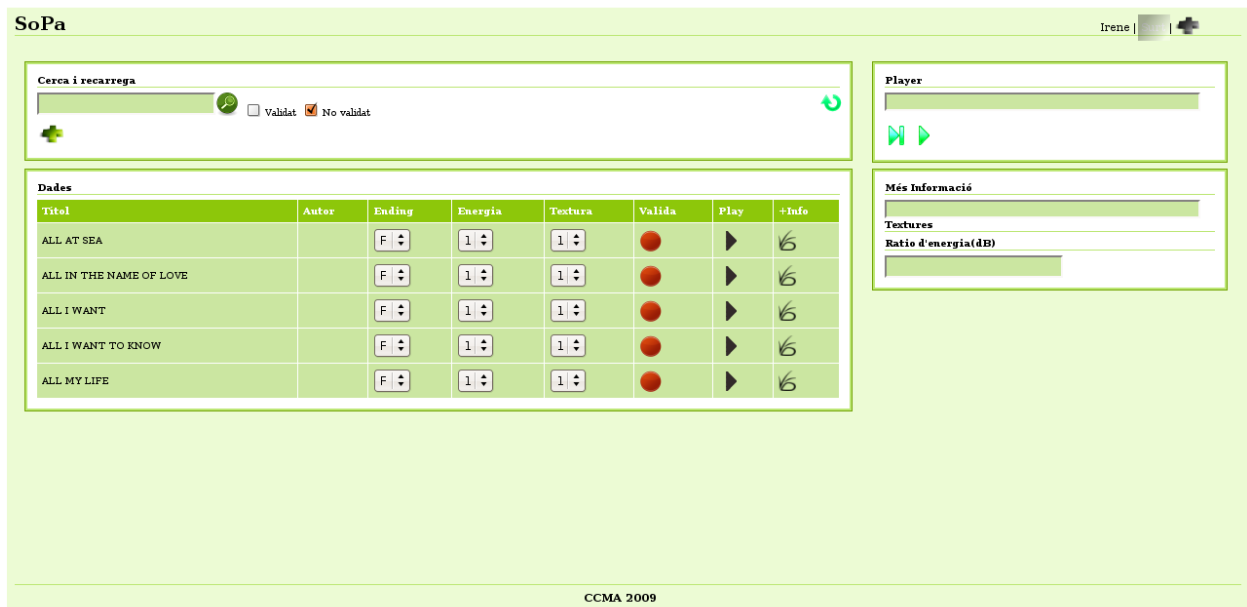 SoPa
Irene | |
Cerca i recarrega
Validat No validat
Dades
Títol Autor Ending Energia Textura Valida Play +Info
ALL AT SEA F 1 1
ALL IN THE NAME OF LOVE F 1 1
ALL I WANT F 1 1
ALL I WANT TO KNOW F 1 1
ALL MY LIFE F 1 1
Player
Més Informació
Textures
Ratio d'energia(dB)
CCMA 2009